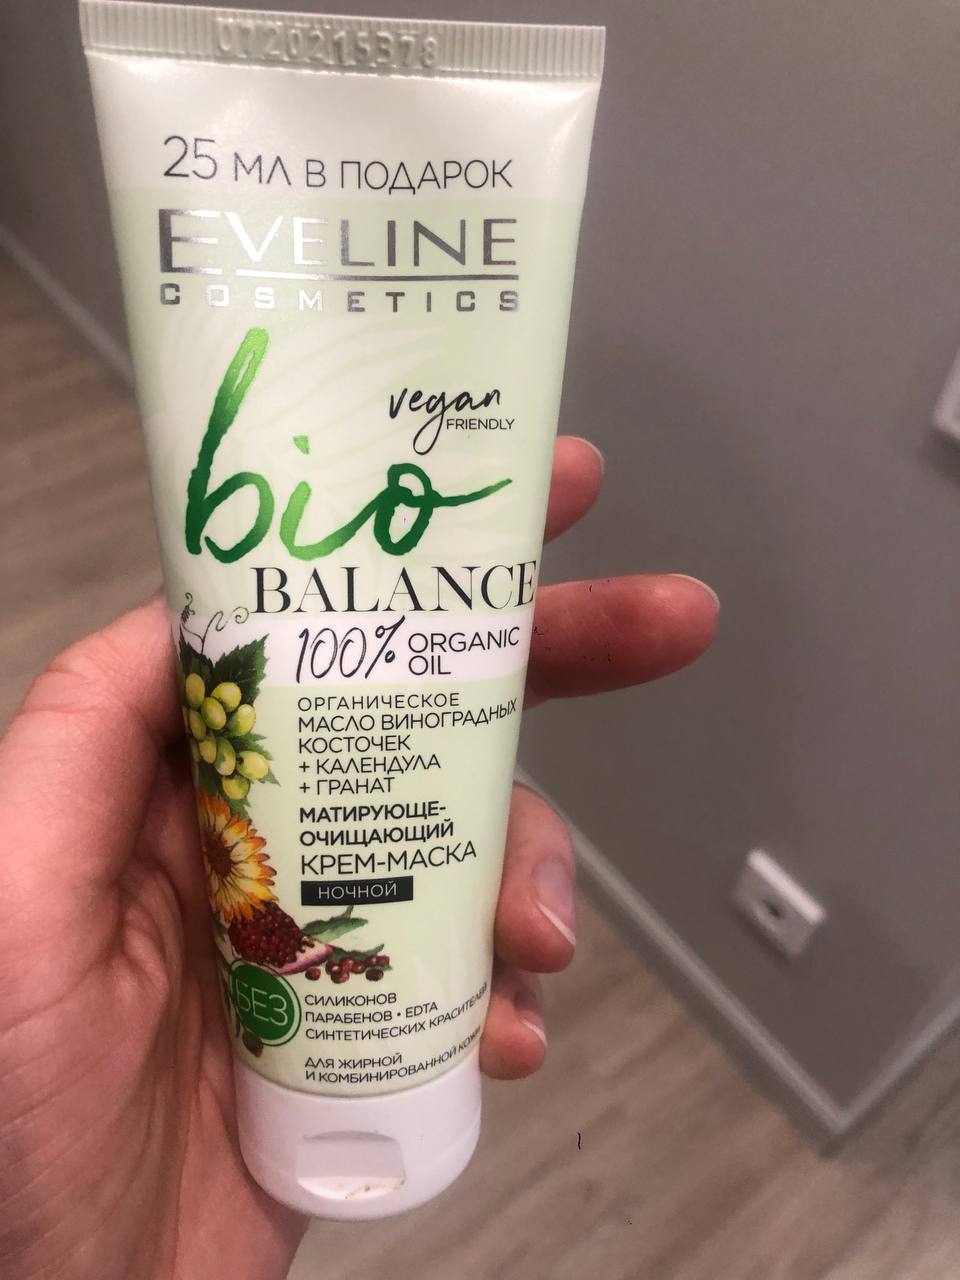 0720215378
25 МЛ В ПОДАРОК
EVELINE
COSMETICS
vegan
FRIENDLY
bio
BALANCE
100% ORGANIC
OIL
ОРГАНИЧЕСКОЕ
МАСЛО ВИНОГРАДНЫХ
КОСТОЧЕК
+ КАЛЕНДУЛА
+ ГРАНАТ
МАТИРУЮЩЕ-
ОЧИЩАЮЩИЙ
КРЕМ-МАСКА
НОЧНОЙ
БЕЗ
СИЛИКОНОВ
ПАРАБЕНОВ • EDTA
СИНТЕТИЧЕСКИХ КРАСИТЕЛЕЙ
ДЛЯ ЖИРНОЙ
И КОМБИНИРОВАННОЙ КОЖИ